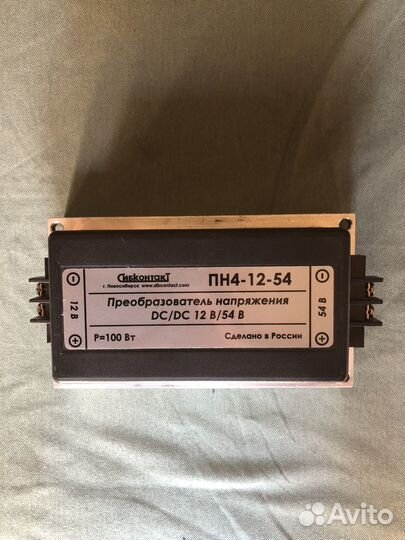 СИБКОНТАКТ
г. Новосибирск www.sibcontact.com
ПН4-12-54
12 В
Преобразователь напряжения
DC/DC 12 В/54 В
54 В
P=100 Вт
Сделано в России
Avito